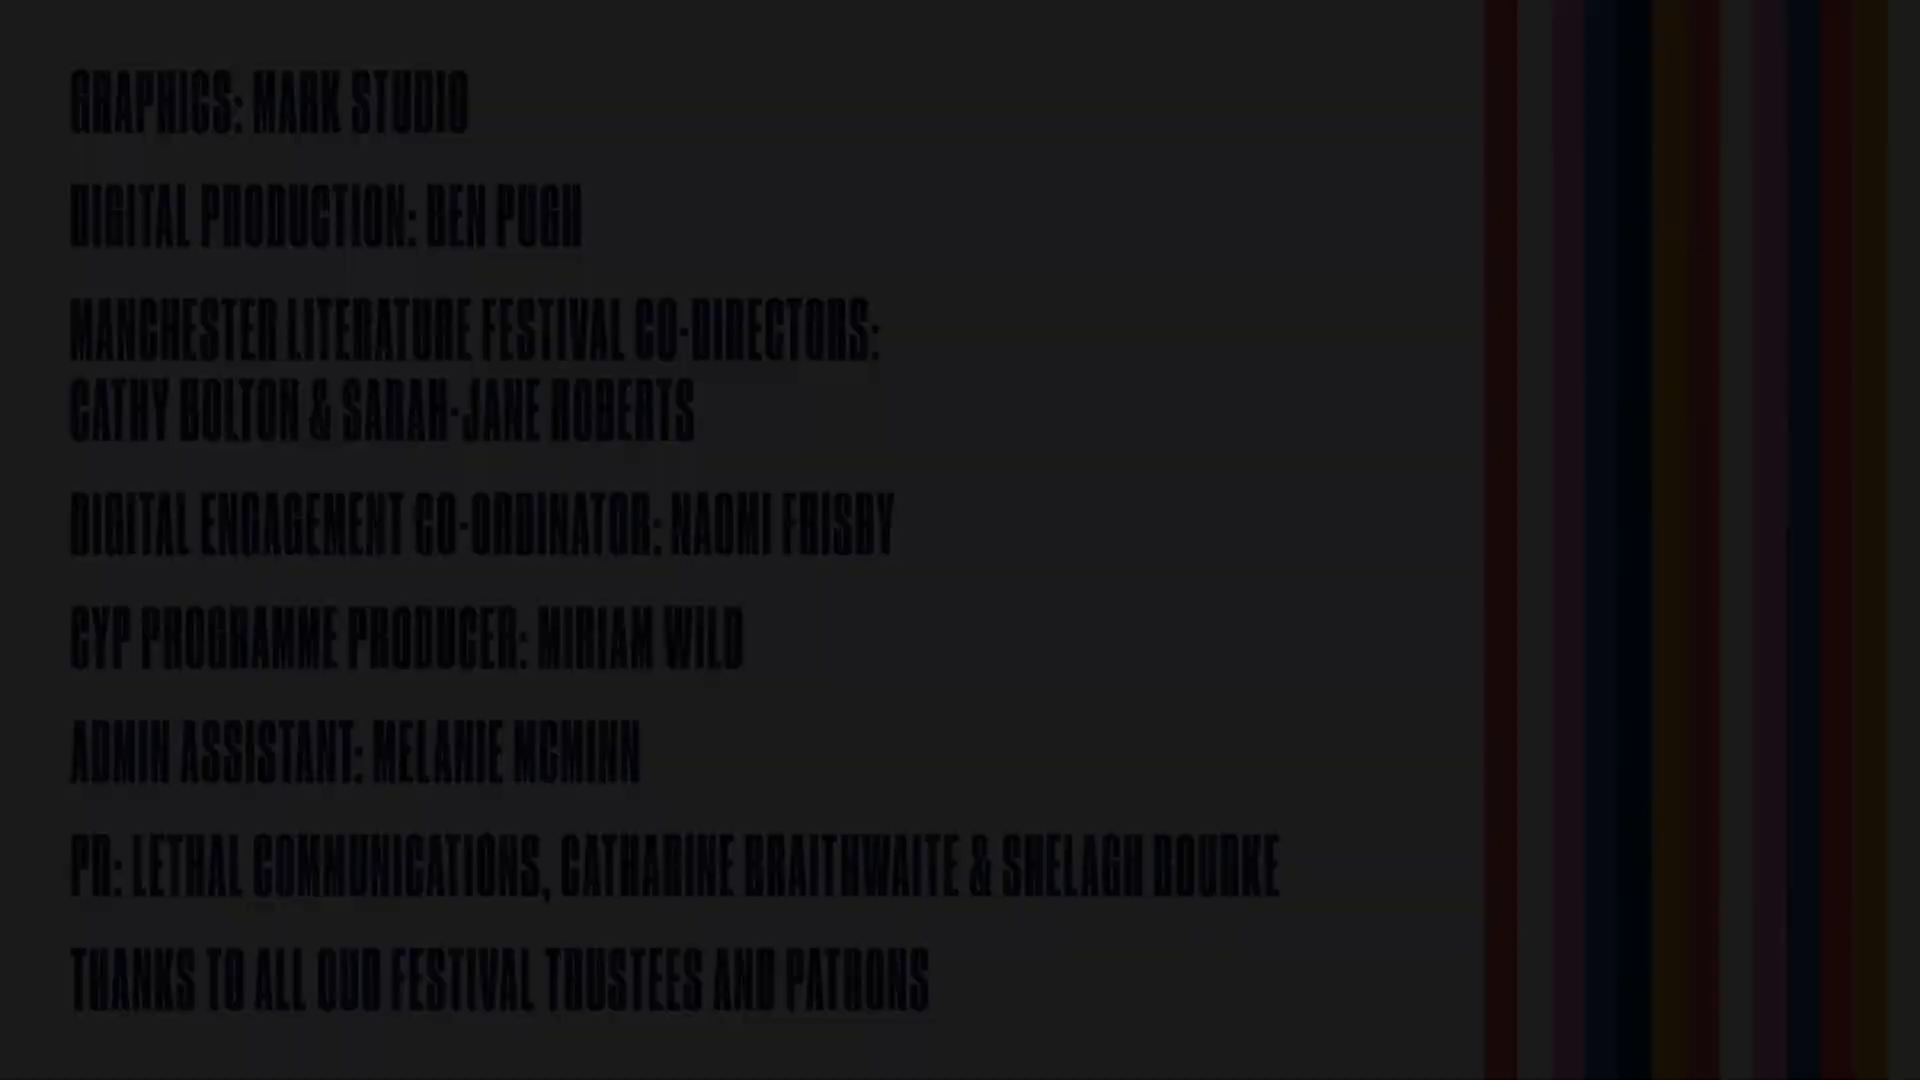 GRAPHICS: MARK STUDIO
DIGITAL PRODUCTION: BEN PUGH
MANCHESTER LITERATURE FESTIVAL CO-DIRECTORS:
CATHY BOLTON & SARAH-JANE ROBERTS
DIGITAL ENGAGEMENT CO-ORDINATOR: NAOMI FRISBY
CYP PROGRAMME PRODUCER: MIRIAM WILD
ADMIN ASSISTANT: MELANIE MCMINN
PR: LETHAL COMMUNICATIONS, CATHARINE BRAITHWAITE & SHELAGH BOURKE
THANKS TO ALL OUR FESTIVAL TRUSTEES AND PATRONS